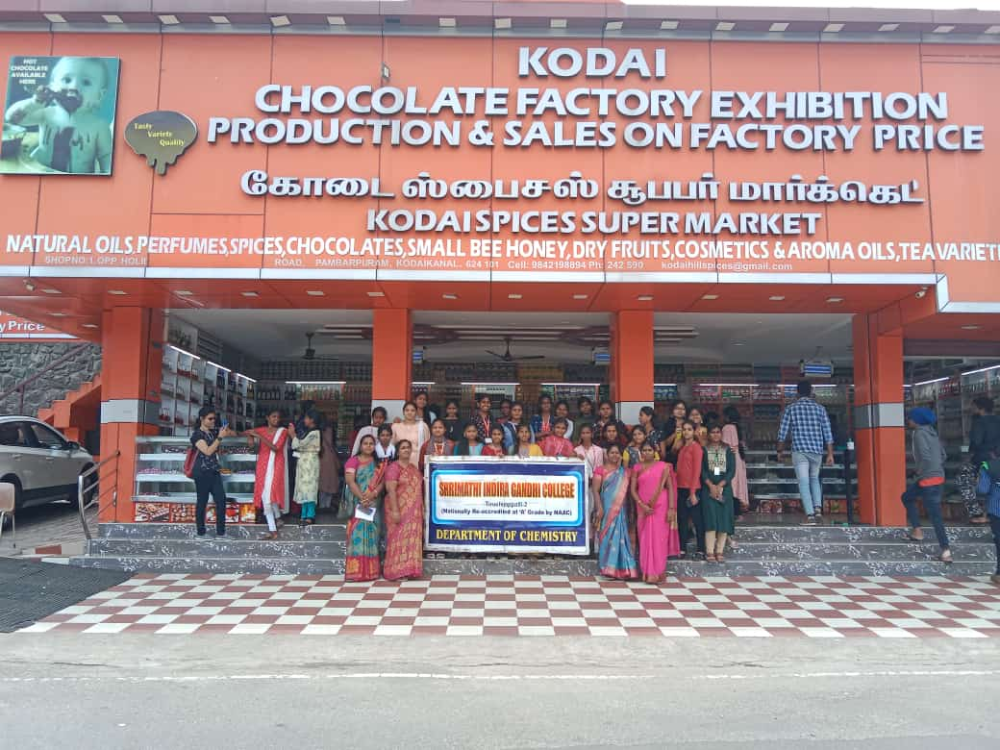 HOT
CHOCOLATE
AVAILABLE
HERE
Tasty
Variety
Quality
KODAI
CHOCOLATE FACTORY EXHIBITION
PRODUCTION & SALES ON FACTORY PRICE
கோடை ஸ்பைசஸ் சூப்பர் மார்க்கெட்
KODAI SPICES SUPER MARKET
NATURAL OILS, PERFUMES, SPICES, CHOCOLATES, SMALL BEE HONEY, DRY FRUITS, COSMETICS & AROMA OILS, TEA VARIETI
SHOP NO:1, OPP. HOLI ROAD, PAMBARPURAM, KODAIKANAL. 624 101 Cell: 9842198894 Ph: 242 590 kodaihillspices@gmail.com
y Price
SHRIMATHI INDIRA GANDHI COLLEGE
Tiruchirappalli-2
(Nationally Re-accredited at 'A' Grade by NAAC)
DEPARTMENT OF CHEMISTRY